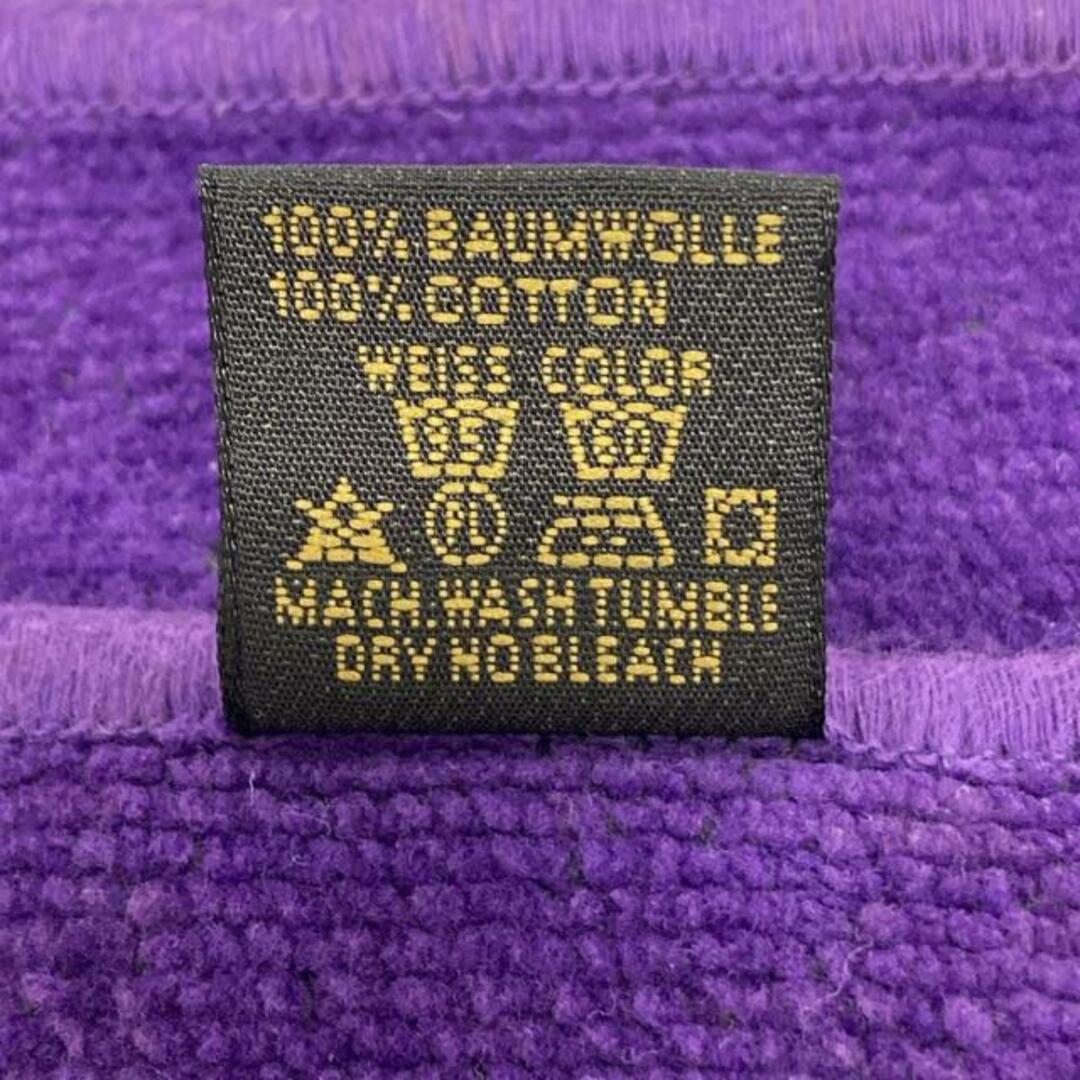 100% BAUMWOLLE
100% COTTON
WEISS COLOR
95 60
MACH.WASH TUMBLE
DRY NO BLEACH